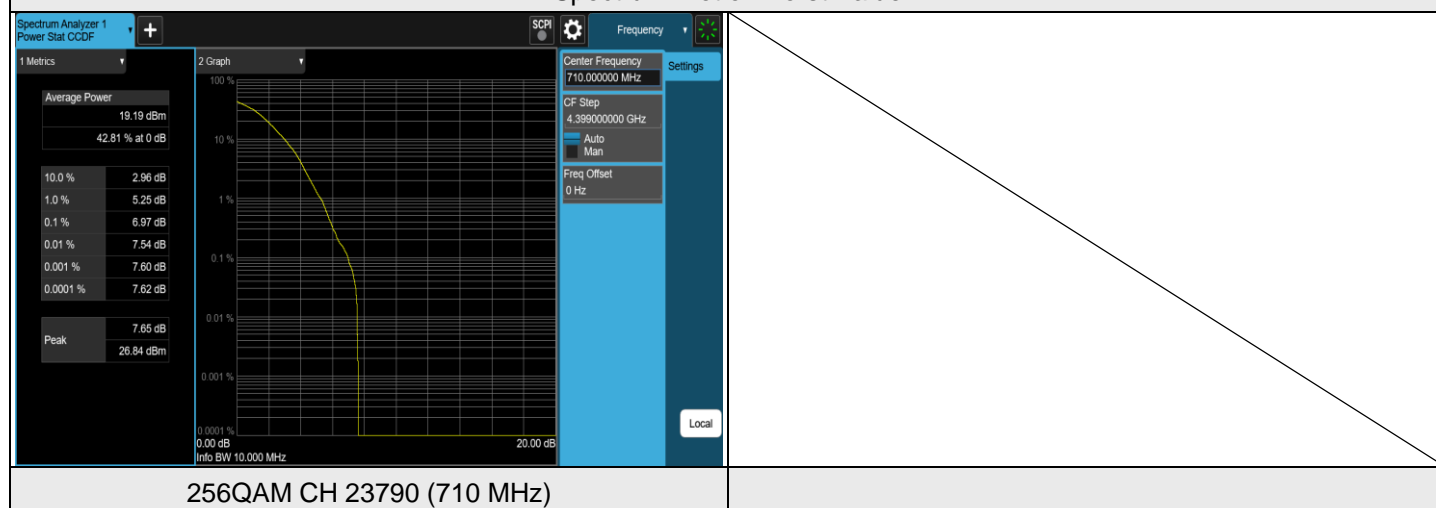 Spectrum Analyzer 1
Power Stat CCDF
+
SCPI
Frequency
1 Metrics
2 Graph
Center Frequency
710.000000 MHz
Settings
CF Step
4.399000000 GHz
Auto
Man
Freq Offset
0 Hz
Average Power
19.19 dBm
42.81 % at 0 dB
10.0 % 2.96 dB
1.0 % 5.25 dB
0.1 % 6.97 dB
0.01 % 7.54 dB
0.001 % 7.60 dB
0.0001 % 7.62 dB
Peak 7.65 dB
26.84 dBm
100 %
10 %
1 %
0.1 %
0.01 %
0.001 %
0.0001 %
0.00 dB 20.00 dB
Info BW 10.000 MHz
Local
256QAM CH 23790 (710 MHz)